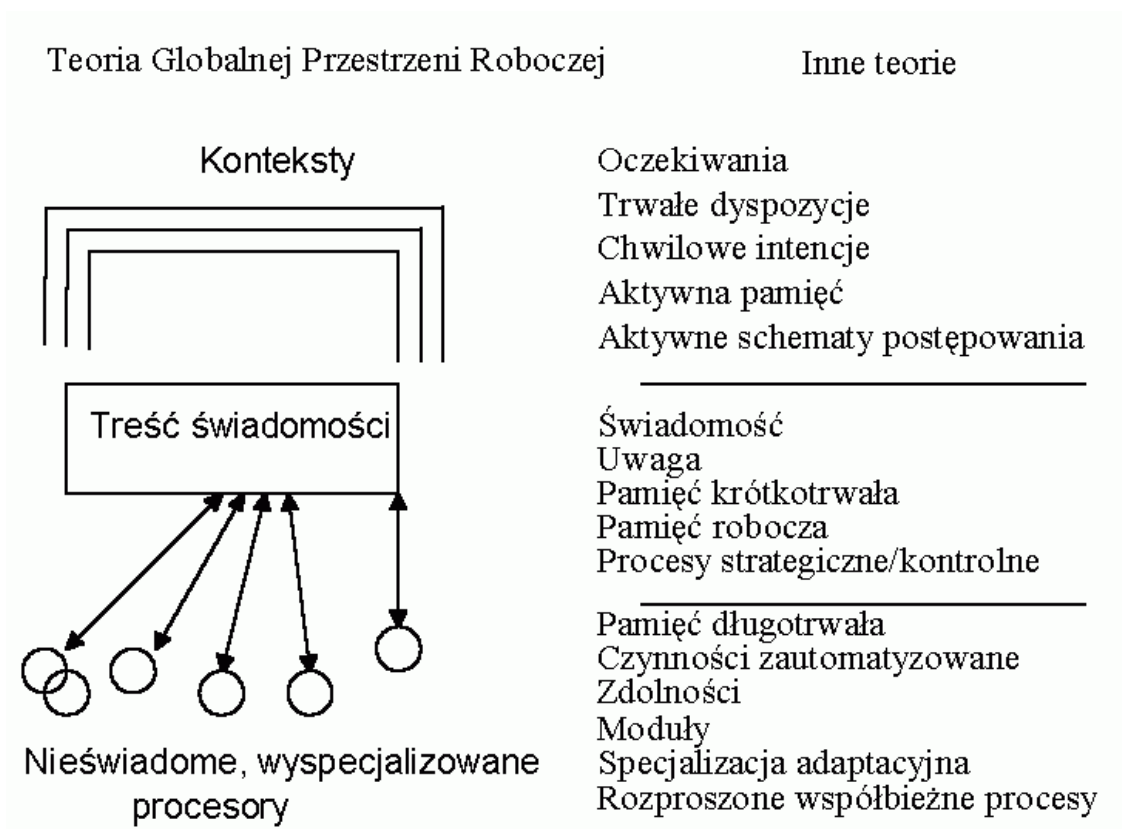 Teoria Globalnej Przestrzeni Roboczej
Inne teorie
Konteksty
Treść świadomości
Nieświadome, wyspecjalizowane
procesory
Oczekiwania
Trwałe dyspozycje
Chwilowe intencje
Aktywna pamięć
Aktywne schematy postępowania
Świadomość
Uwaga
Pamięć krótkotrwała
Pamięć robocza
Procesy strategiczne/kontrolne
Pamięć długotrwała
Czynności zautomatyzowane
Zdolności
Moduły
Specjalizacja adaptacyjna
Rozproszone współbieżne procesy